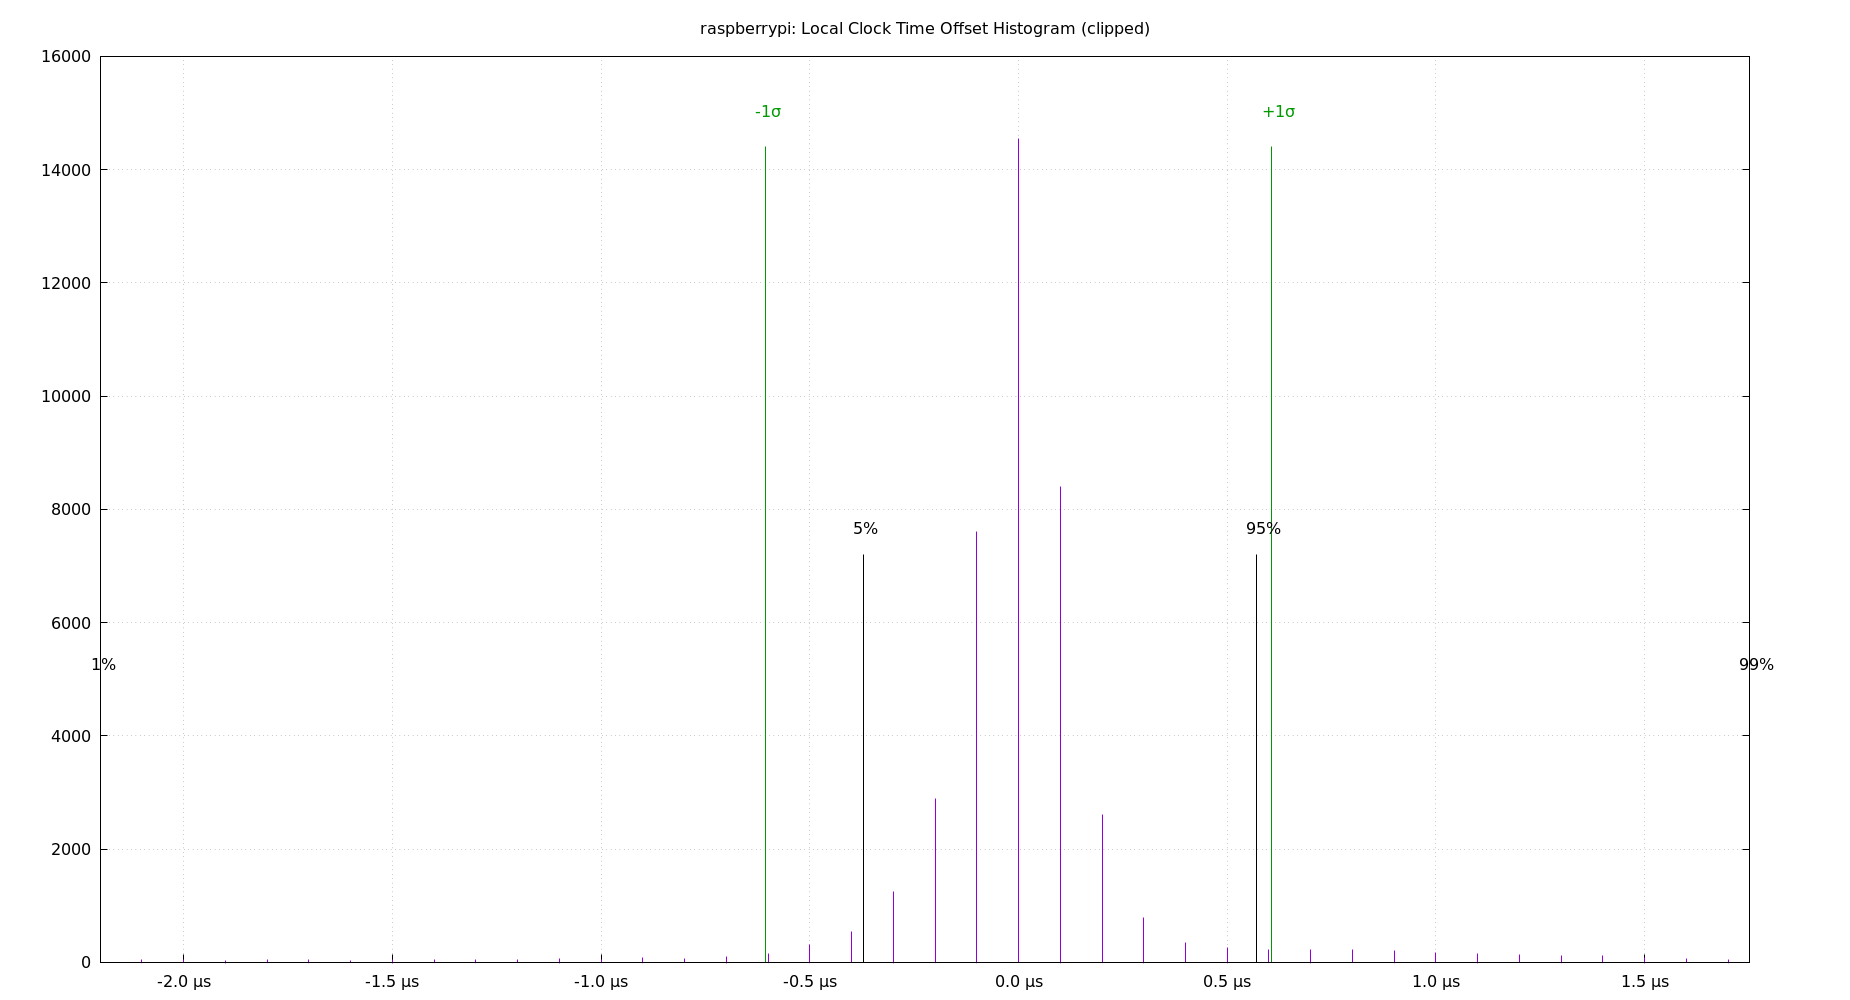 raspberrypi: Local Clock Time Offset Histogram (clipped)
16000
-1σ
+1σ
14000
12000
10000
8000
5%
95%
6000
1%
99%
4000
2000
0
-2.0 µs
-1.5 µs
-1.0 µs
-0.5 µs
0.0 µs
0.5 µs
1.0 µs
1.5 µs